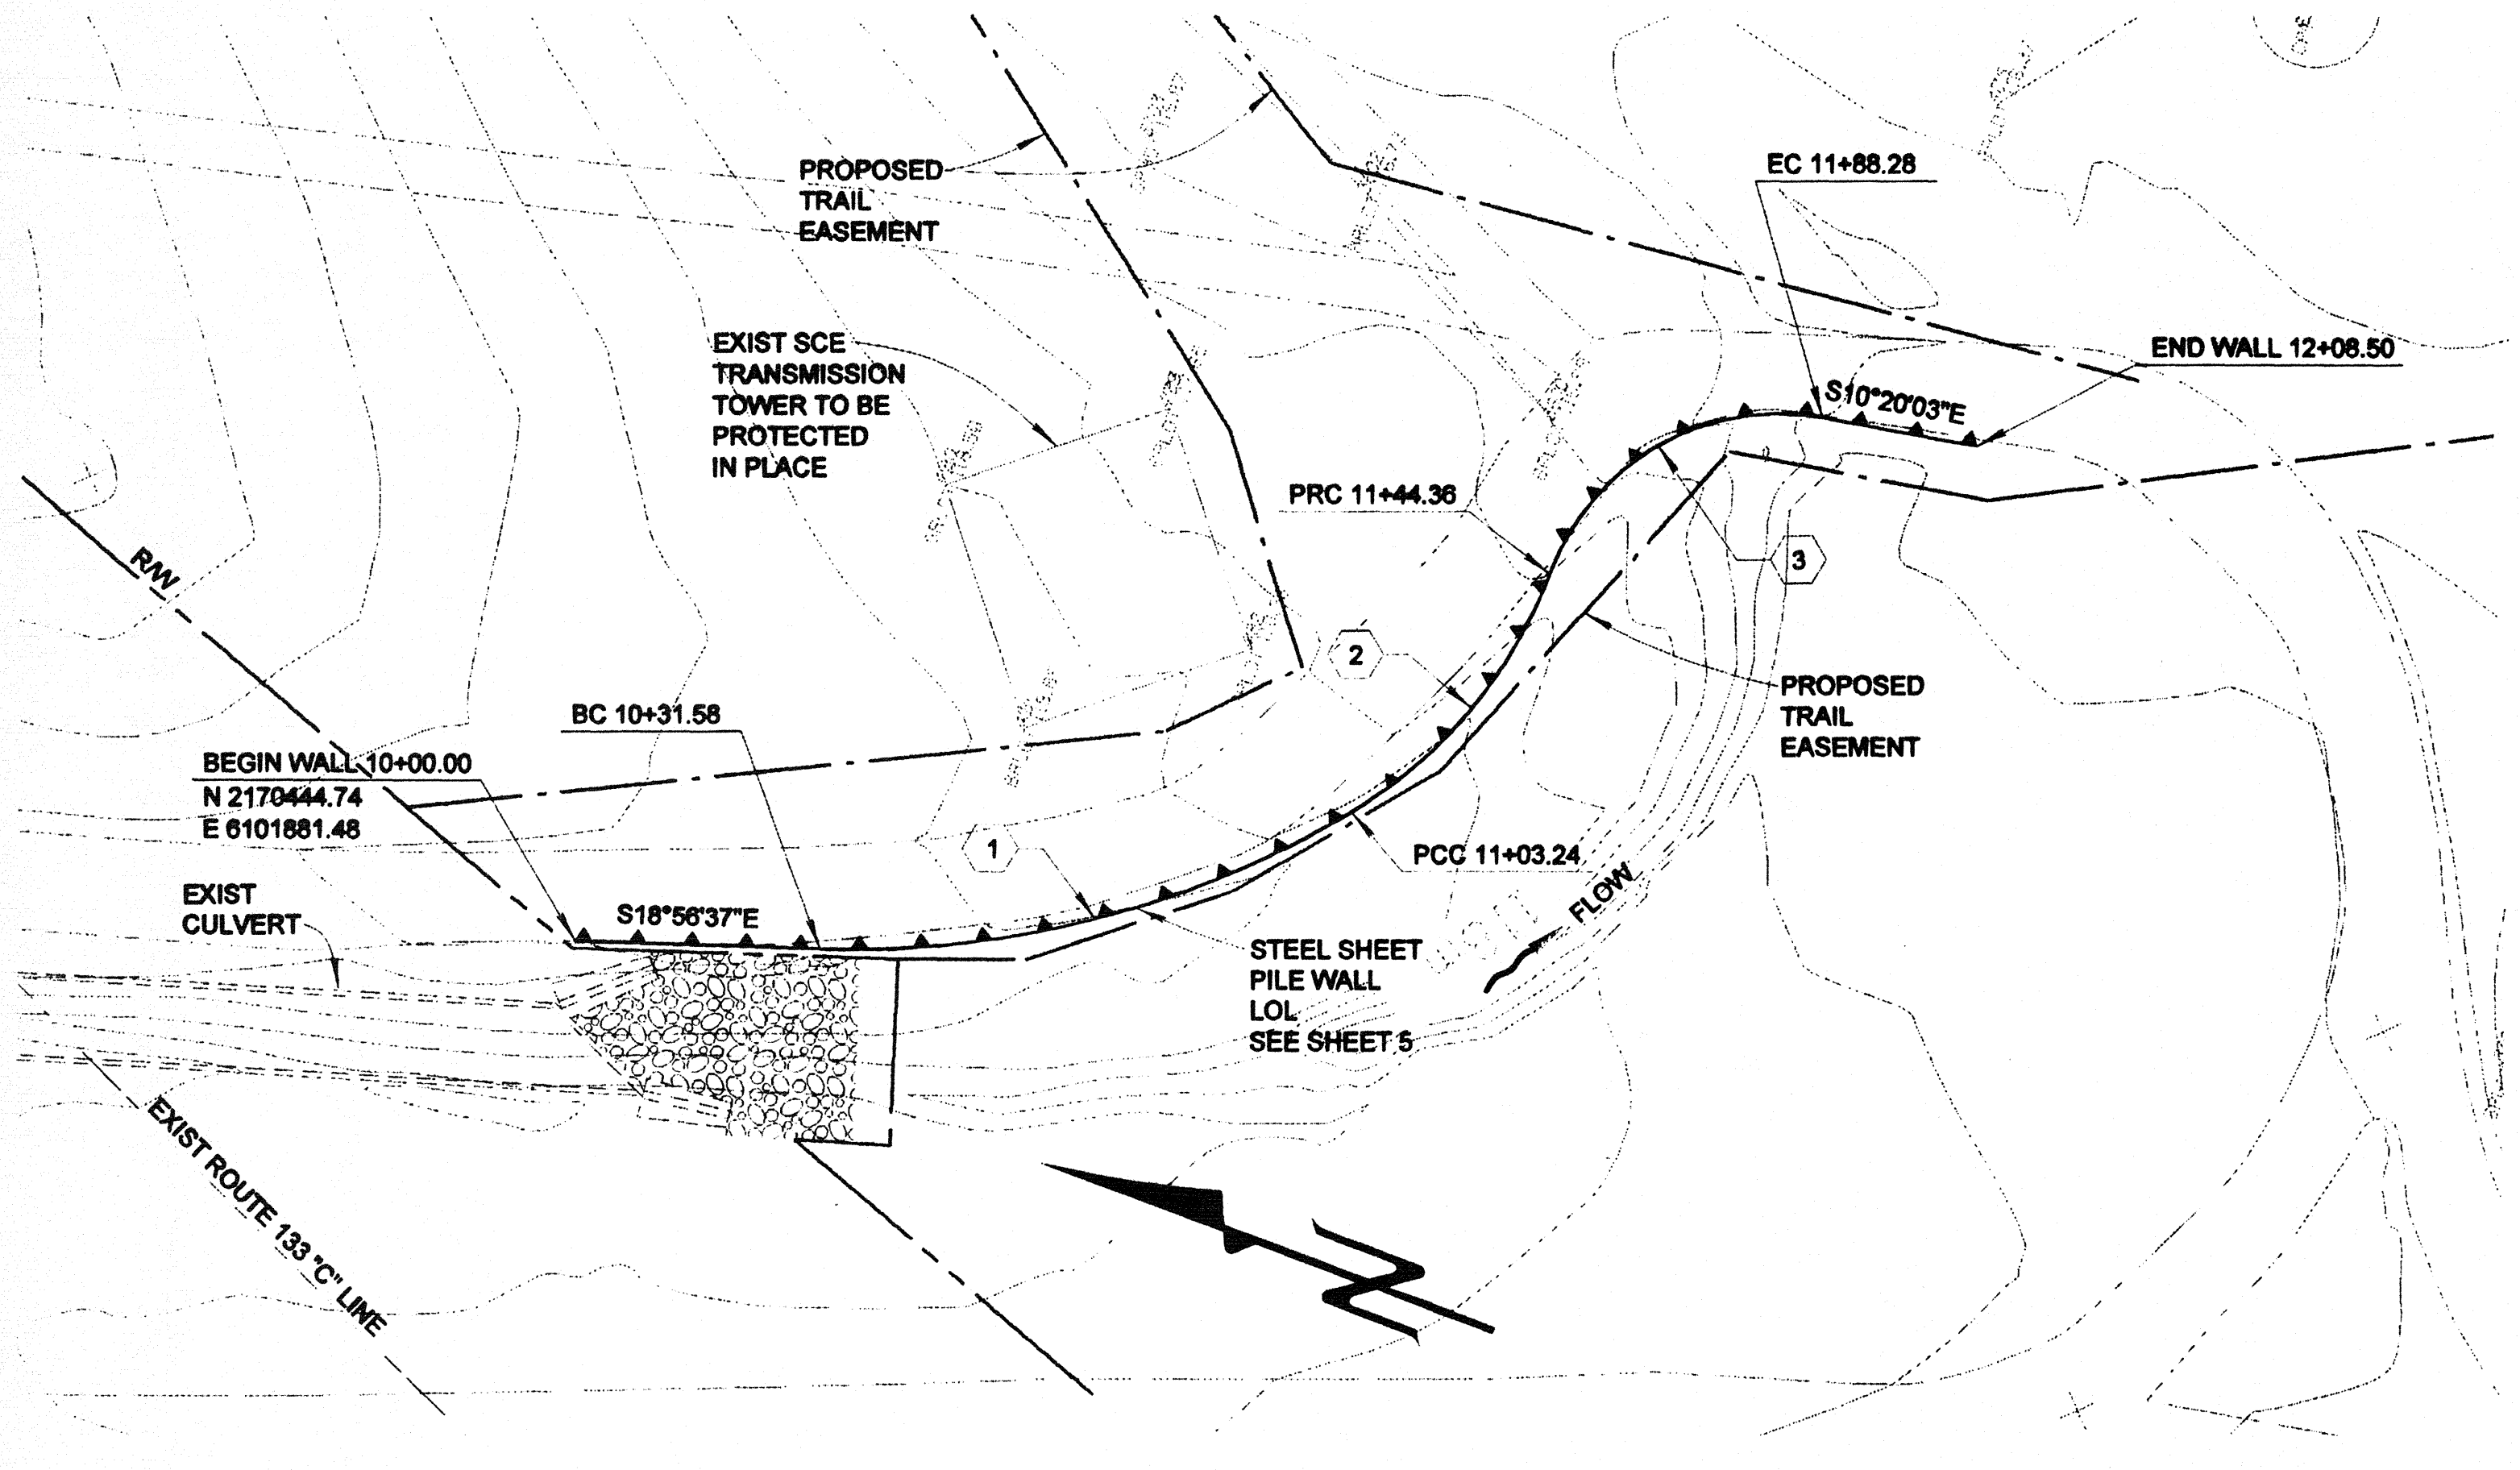 PROPOSED
TRAIL
EASEMENT
EC 11+88.28
EXIST SCE
TRANSMISSION
TOWER TO BE
PROTECTED
IN PLACE
END WALL 12+08.50
S10°20'03"E
PRC 11+44.36
3
R/W
2
PROPOSED
TRAIL
EASEMENT
BC 10+31.58
BEGIN WALL 10+00.00
N 2170444.74
E 6101881.48
1
PCC 11+03.24
EXIST
CULVERT
S18°56'37"E
FLOW
STEEL SHEET
PILE WALL
LOL
SEE SHEET 5
EXIST ROUTE 133 "C" LINE
N